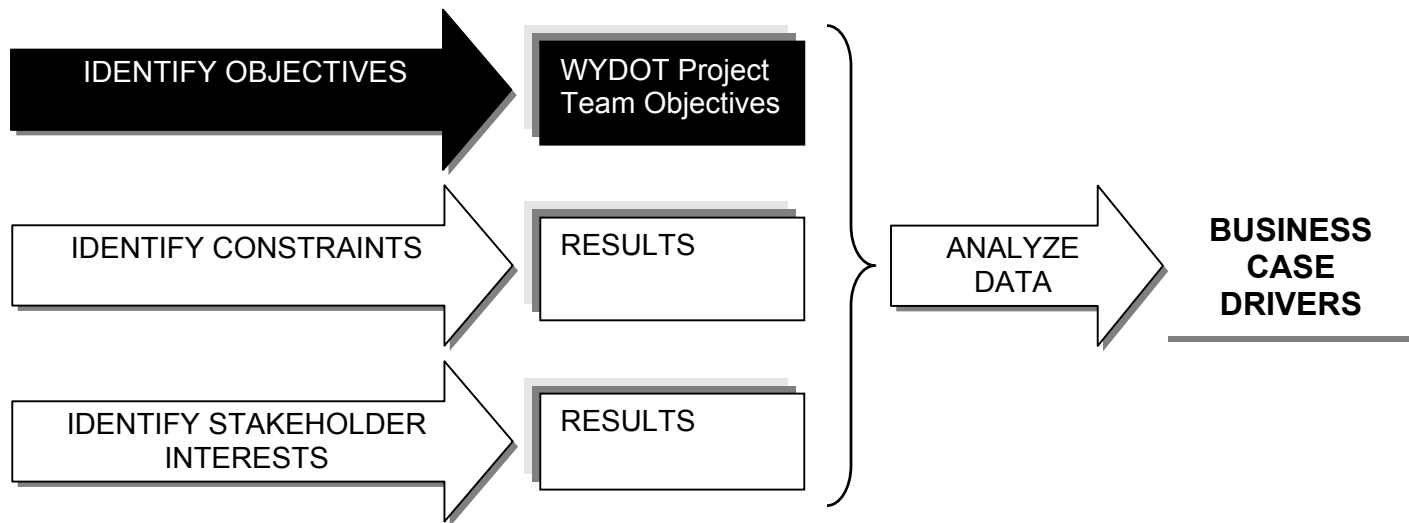 IDENTIFY OBJECTIVES
WYDOT Project
Team Objectives
IDENTIFY CONSTRAINTS
RESULTS
IDENTIFY STAKEHOLDER
INTERESTS
RESULTS
ANALYZE
DATA
BUSINESS
CASE
DRIVERS